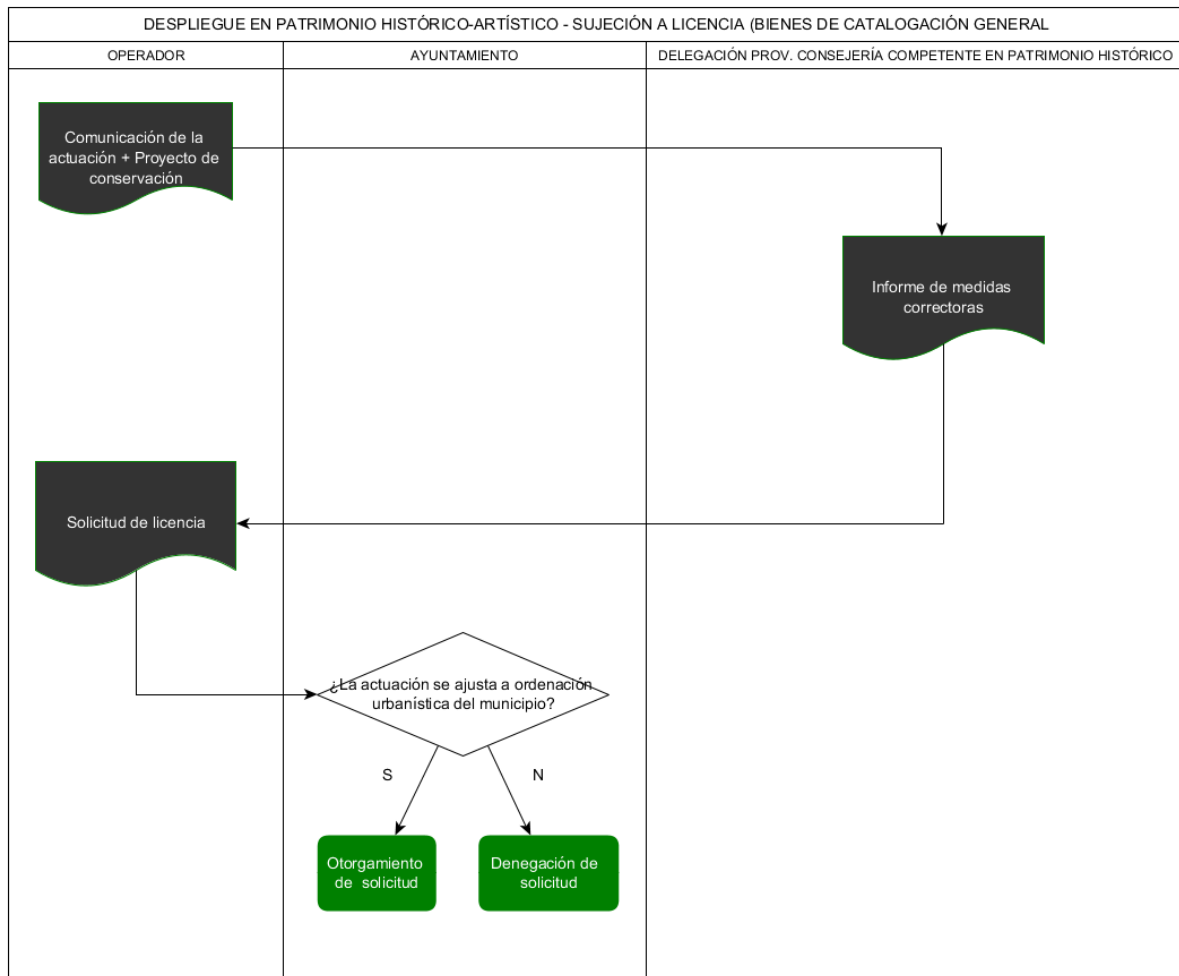 DESPLIEGUE EN PATRIMONIO HISTÓRICO-ARTÍSTICO - SUJECIÓN A LICENCIA (BIENES DE CATALOGACIÓN GENERAL
OPERADOR
AYUNTAMIENTO
DELEGACIÓN PROV. CONSEJERÍA COMPETENTE EN PATRIMONIO HISTÓRICO
Comunicación de la
actuación + Proyecto de
conservación
Informe de medidas
correctoras
Solicitud de licencia
¿La actuación se ajusta a ordenación
urbanística del municipio?
S
N
Otorgamiento
de solicitud
Denegación de
solicitud